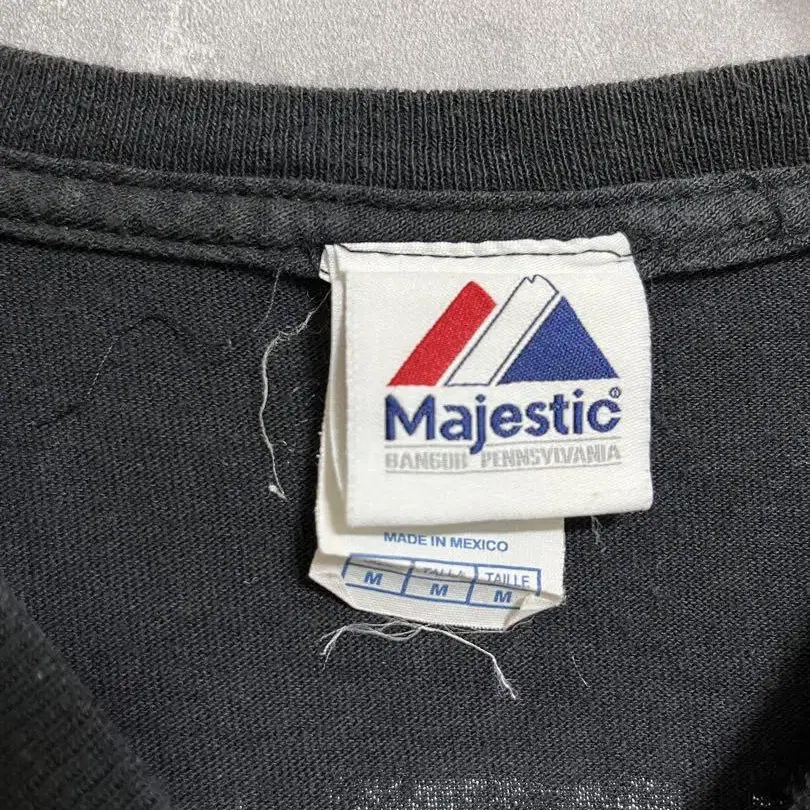 Majestic®
BANGOR PENNSYLVANIA
MADE IN MEXICO
TALLA TAILLE
M M M